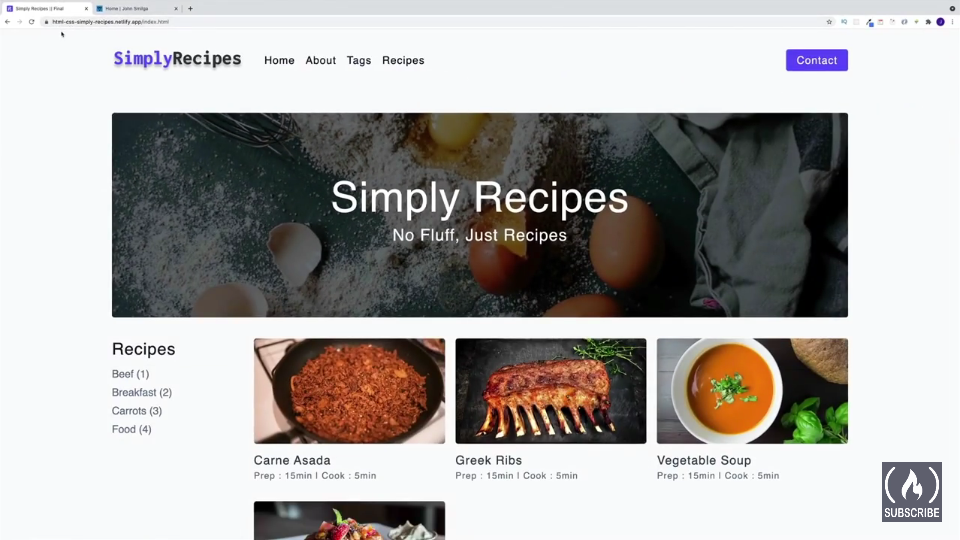 Simply Recipes || Final
Home | John Smilga
html-css-simply-recipes.netlify.app/index.html
SimplyRecipes
Home About Tags Recipes
Contact
Simply Recipes
No Fluff, Just Recipes
Recipes
Beef (1)
Breakfast (2)
Carrots (3)
Food (4)
Carne Asada
Prep : 15min | Cook : 5min
Greek Ribs
Prep : 15min | Cook : 5min
Vegetable Soup
Prep : 15min | Cook : 5min
SUBSCRIBE